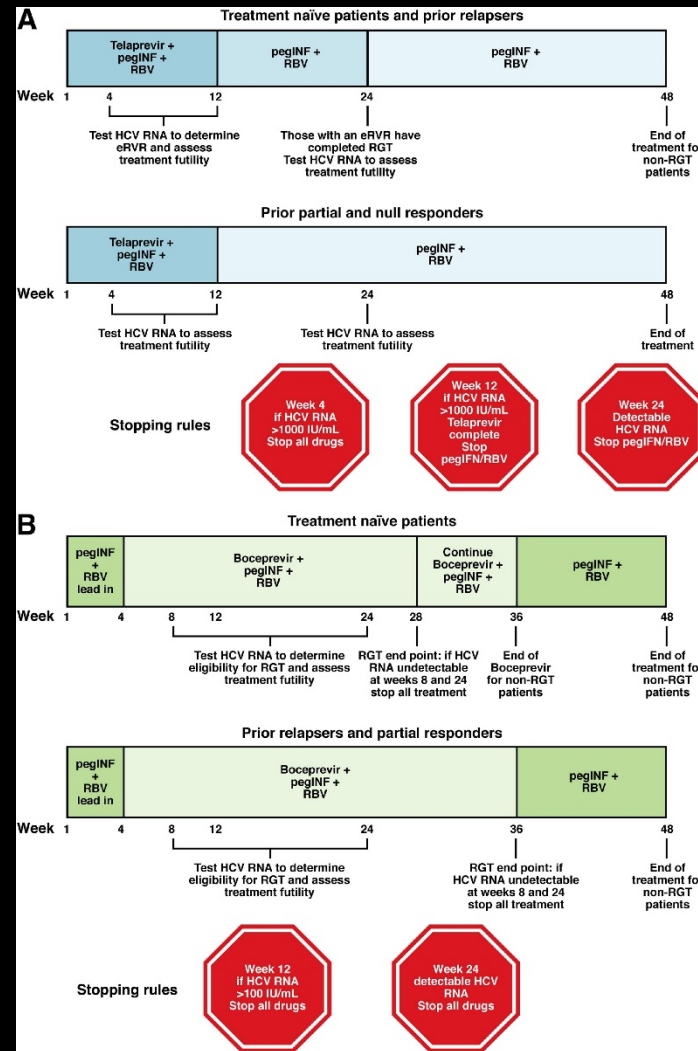 A
Treatment naïve patients and prior relapsers
Telaprevir +
pegINF +
RBV
pegINF +
RBV
pegINF +
RBV
Week
1 4 12 24 48
Test HCV RNA to determine
eRVR and assess
treatment futility
Those with an eRVR have
completed RGT
Test HCV RNA to assess
treatment futility
End of
treatment for
non-RGT
patients
Prior partial and null responders
Telaprevir +
pegINF +
RBV
pegINF +
RBV
Week
1 4 12 24 48
Test HCV RNA to assess
treatment futility
Test HCV RNA to assess
treatment futility
End of
treatment
Stopping rules
Week 4
if HCV RNA
>1000 IU/mL
Stop all drugs
Week 12
if HCV RNA
>1000 IU/mL
Telaprevir
complete
Stop
pegIFN/RBV
Week 24
Detectable
HCV RNA
Stop pegIFN/RBV
B
Treatment naïve patients
pegINF
+
RBV
lead in
Boceprevir +
pegINF +
RBV
Continue
Boceprevir +
pegINF +
RBV
pegINF +
RBV
Week
1 4 8 12 24 28 36 48
Test HCV RNA to determine
eligibility for RGT and assess
treatment futility
RGT end point: if HCV
RNA undetectable
at weeks 8 and 24
stop all treatment
End of
Boceprevir
for non-RGT
patients
End of
treatment for
non-RGT
patients
Prior relapsers and partial responders
pegINF
+
RBV
lead in
Boceprevir +
pegINF +
RBV
pegINF +
RBV
Week
1 4 8 12 24 36 48
Test HCV RNA to determine
eligibility for RGT and assess
treatment futility
RGT end point: if
HCV RNA undetectable
at weeks 8 and 24
stop all treatment
End of
treatment for
non-RGT
patients
Stopping rules
Week 12
if HCV RNA
>100 IU/mL
Stop all drugs
Week 24
detectable HCV
RNA
Stop all drugs